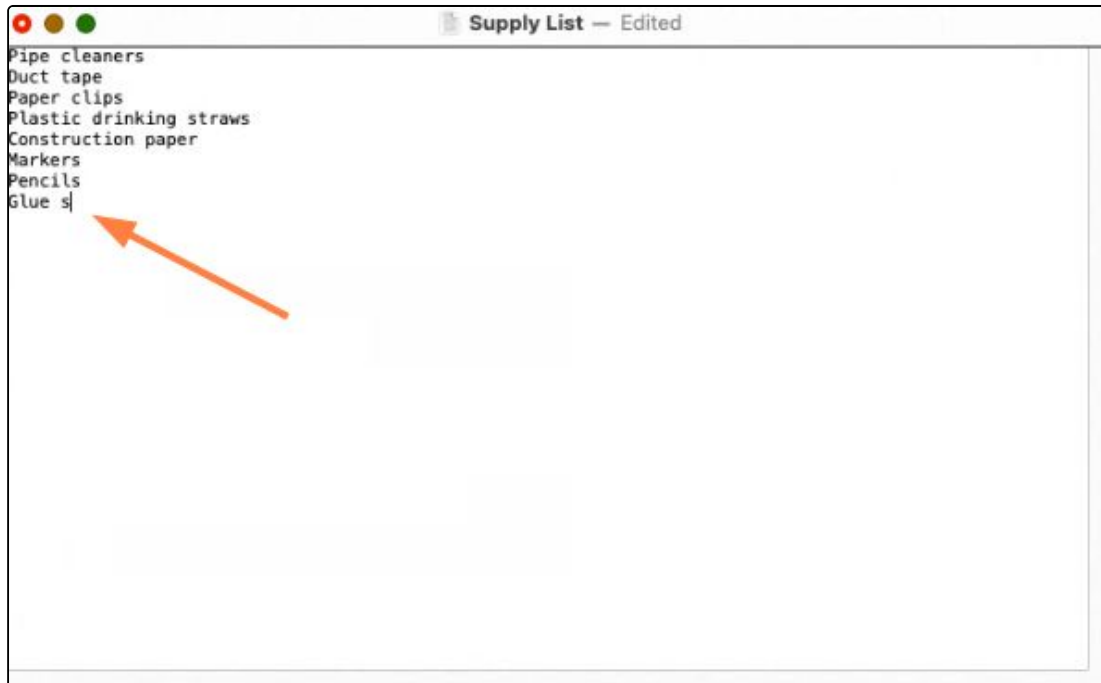 Supply List — Edited
Pipe cleaners
Duct tape
Paper clips
Plastic drinking straws
Construction paper
Markers
Pencils
Glue s